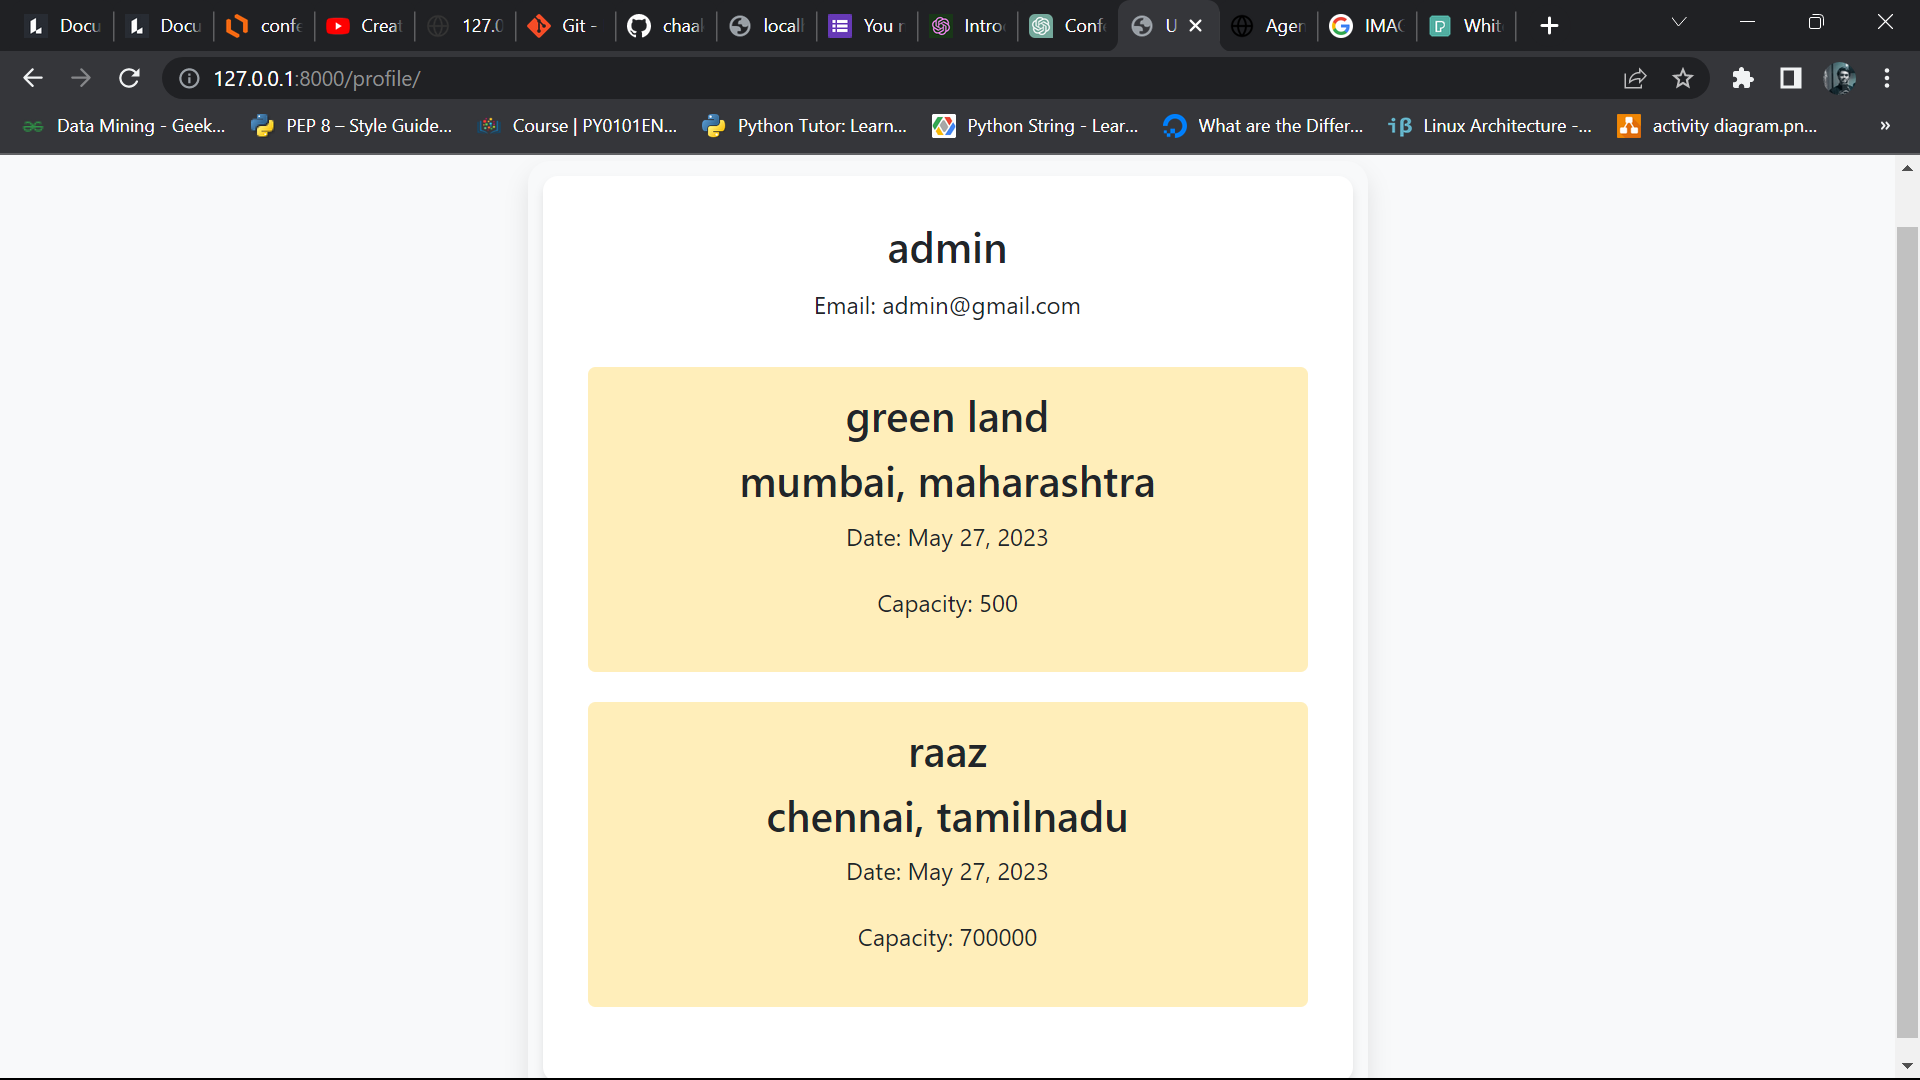 Docu
Docu
confe
Creat
127.0
Git -
chaal
locall
You r
Intro
Confe
U
Agen
IMAG
Whit
127.0.0.1:8000/profile/
Data Mining - Geek...
PEP 8 – Style Guide...
Course | PY0101EN...
Python Tutor: Learn...
Python String - Lear...
What are the Differ...
Linux Architecture -...
activity diagram.pn...
»
admin
Email: admin@gmail.com
green land
mumbai, maharashtra
Date: May 27, 2023
Capacity: 500
raaz
chennai, tamilnadu
Date: May 27, 2023
Capacity: 700000